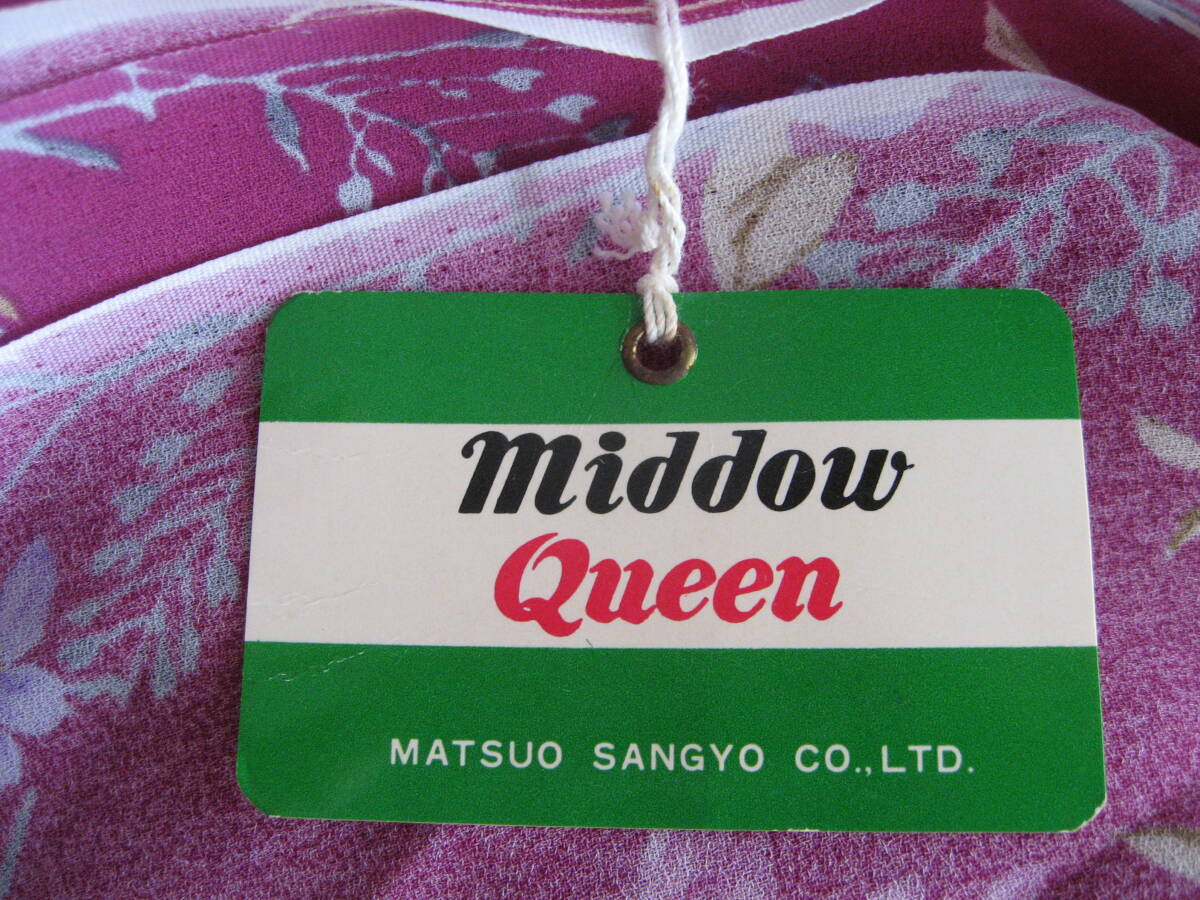 middow
Queen
MATSUO SANGYO CO.,LTD.